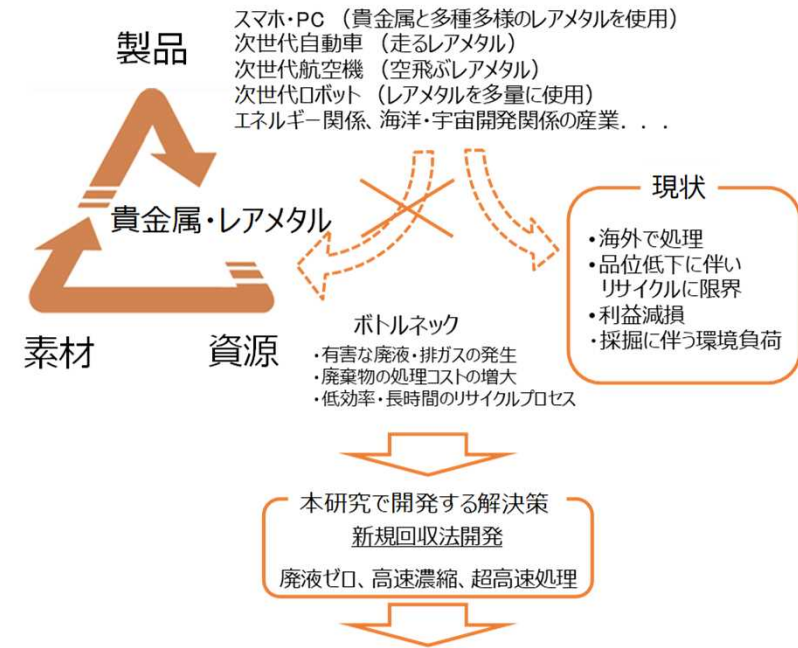 スマホ・PC （貴金属と多種多様のレアメタルを使用）
次世代自動車 （走るレアメタル）
次世代航空機 （空飛ぶレアメタル）
次世代ロボット （レアメタルを多量に使用）
エネルギー関係、海洋・宇宙開発関係の産業．．．
製品
貴金属・レアメタル
素材
資源
現状
・海外で処理
・品位低下に伴い
リサイクルに限界
・利益減損
・採掘に伴う環境負荷
ボトルネック
・有害な廃液・排ガスの発生
・廃棄物の処理コストの増大
・低効率・長時間のリサイクルプロセス
本研究で開発する解決策
新規回収法開発
廃液ゼロ、高速濃縮、超高速処理